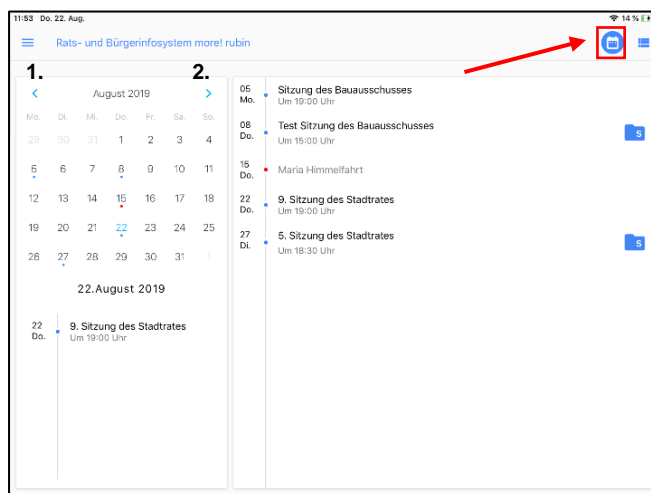 11:53 Do. 22. Aug.
14 %
Rats- und Bürgerinfosystem more! rubin
1.
2.
August 2019
Mo. Di. Mi. Do. Fr. Sa. So.
29 30 31 1 2 3 4
5 6 7 8 9 10 11
12 13 14 15 16 17 18
19 20 21 22 23 24 25
26 27 28 29 30 31 1
22.August 2019
22
Do.
9. Sitzung des Stadtrates
Um 19:00 Uhr
05
Mo.
Sitzung des Bauausschusses
Um 19:00 Uhr
08
Do.
Test Sitzung des Bauausschusses
Um 15:00 Uhr
S
15
Do.
Maria Himmelfahrt
22
Do.
9. Sitzung des Stadtrates
Um 19:00 Uhr
27
Di.
5. Sitzung des Stadtrates
Um 18:30 Uhr
S